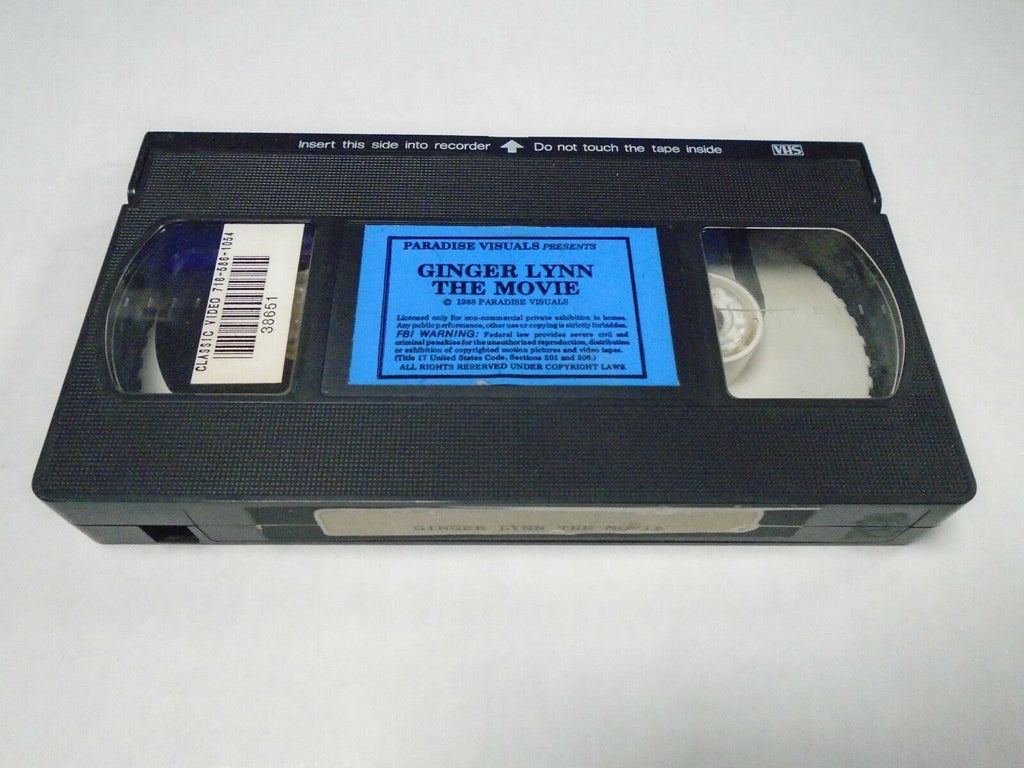 Insert this side into recorder ⬆ Do not touch the tape inside
VHS
CLASSIC VIDEO 716-586-1054
38651
PARADISE VISUALS PRESENTS
GINGER LYNN
THE MOVIE
© 1988 PARADISE VISUALS
Licensed only for non-commercial private exhibition in homes.
Any public performance, other use or copying is strictly forbidden.
FBI WARNING: Federal law provides severe civil and
criminal penalties for the unauthorized reproduction, distribution
or exhibition of copyrighted motion pictures and video tapes.
(Title 17 United States Code, Sections 501 and 506.)
ALL RIGHTS RESERVED UNDER COPYRIGHT LAWS.
GINGER LYNN THE MOVIE